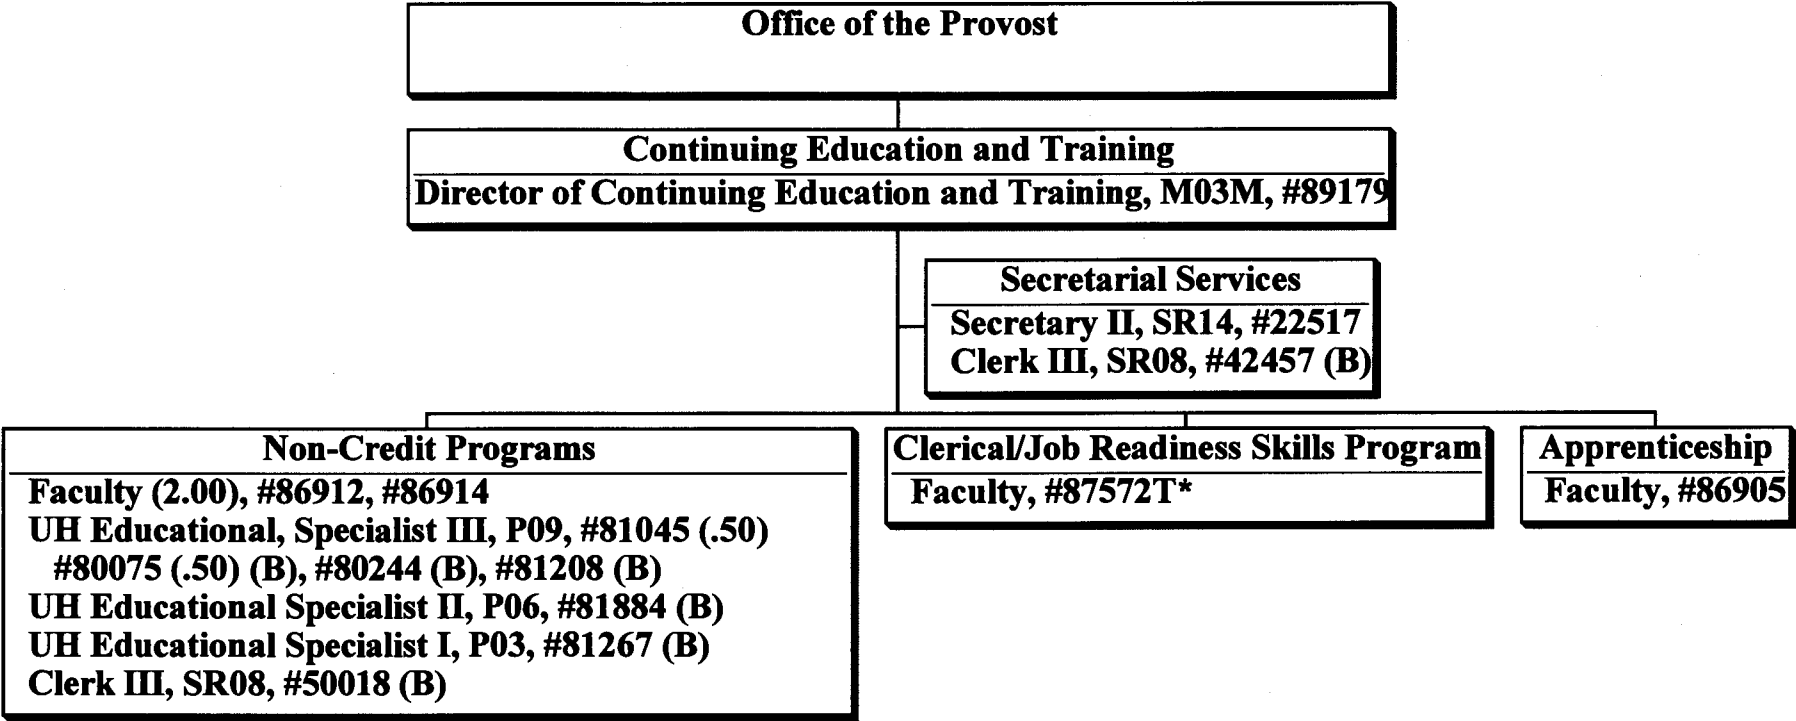 Office of the Provost
Continuing Education and Training
Director of Continuing Education and Training, M03M, #89179
Secretarial Services
Secretary II, SR14, #22517
Clerk III, SR08, #42457 (B)
Non-Credit Programs
Faculty (2.00), #86912, #86914
UH Educational, Specialist III, P09, #81045 (.50)
#80075 (.50) (B), #80244 (B), #81208 (B)
UH Educational Specialist II, P06, #81884 (B)
UH Educational Specialist I, P03, #81267 (B)
Clerk III, SR08, #50018 (B)
Clerical/Job Readiness Skills Program
Faculty, #87572T*
Apprenticeship
Faculty, #86905